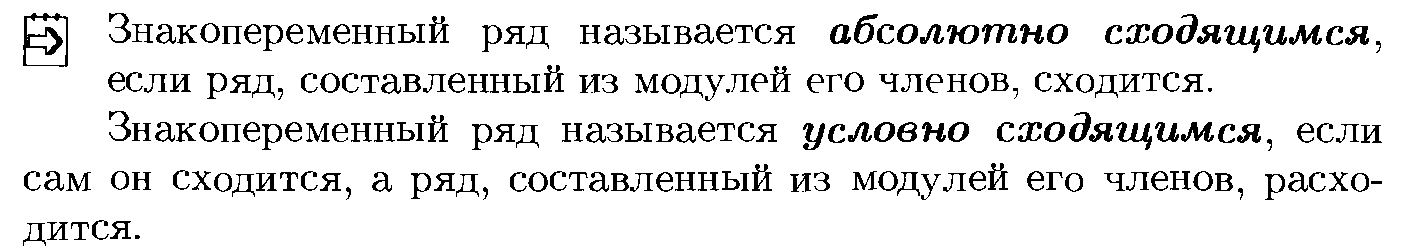 Знакопеременный ряд называется абсолютно сходящимся,
если ряд, составленный из модулей его членов, сходится.
Знакопеременный ряд называется условно сходящимся, если
сам он сходится, а ряд, составленный из модулей его членов, расхо-
дится.